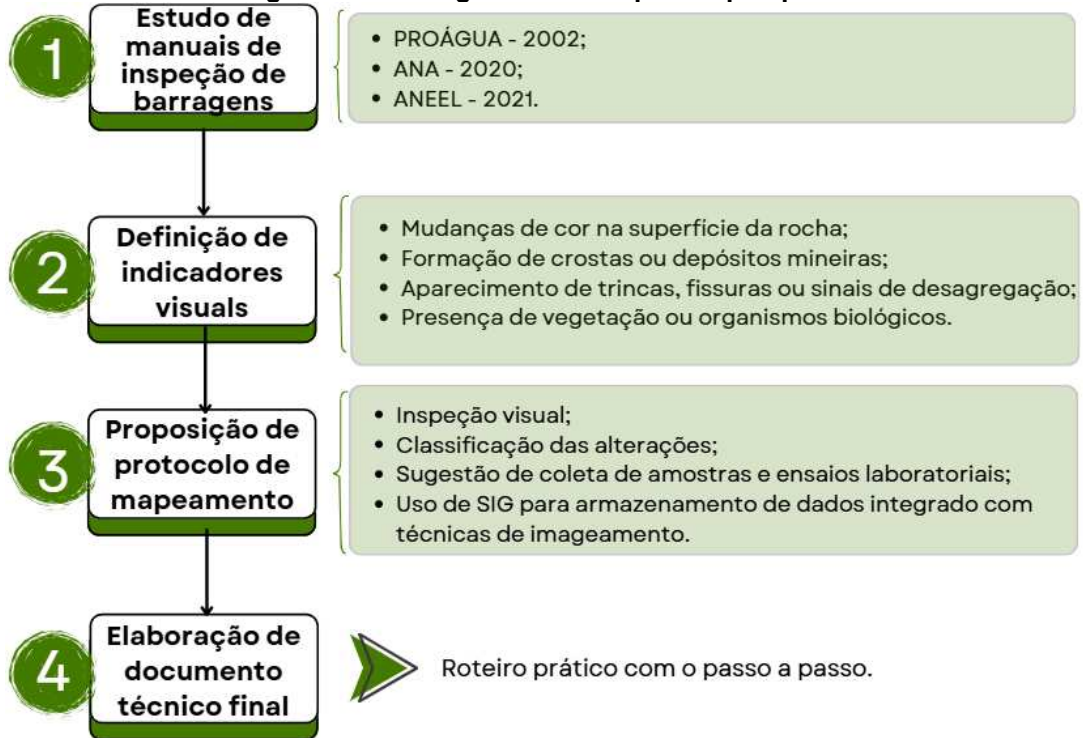 1
Estudo de
manuais de
inspeção de
barragens
• PROÁGUA - 2002;
• ANA - 2020;
• ANEEL - 2021.
2
Definição de
indicadores
visuals
• Mudanças de cor na superficie da rocha;
• Formação de crostas ou depósitos mineiras;
• Aparecimento de trincas, fissuras ou sinais de desagregação;
• Presença de vegetação ou organismos biológicos.
3
Proposição de
protocolo de
mapeamento
• Inspeção visual;
• Classificação das alterações;
• Sugestão de coleta de amostras e ensaios laboratoriais;
• Uso de SIG para armazenamento de dados integrado com
técnicas de imageamento.
4
Elaboração de
documento
técnico final
Roteiro prático com o passo a passo.